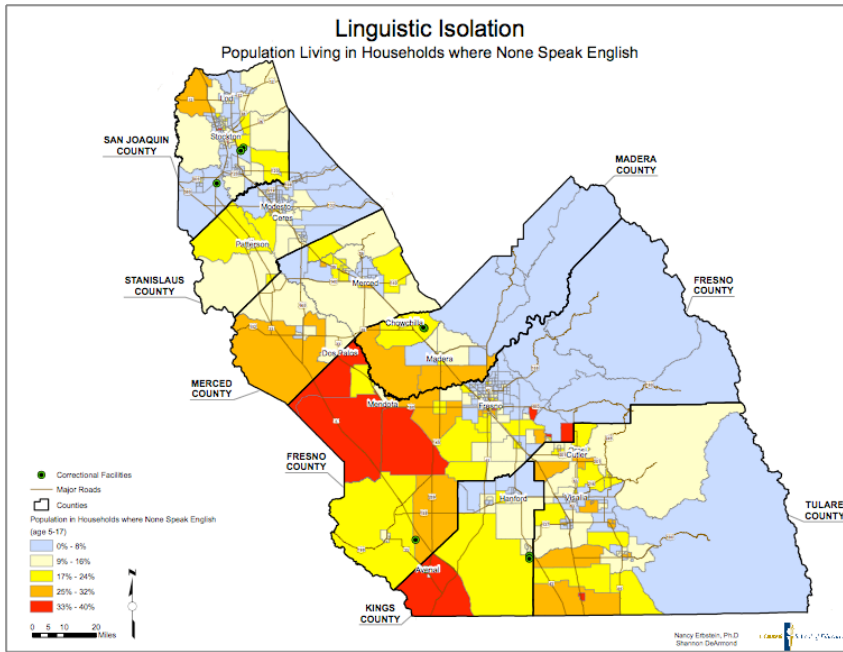 Linguistic Isolation
Population Living in Households where None Speak English
Lodi
Stockton
SAN JOAQUIN
COUNTY
MADERA
COUNTY
Modesto
Ceres
Patterson
FRESNO
COUNTY
STANISLAUS
COUNTY
Merced
Chowchilla
Dos Palos
Madera
MERCED
COUNTY
Mendota
Fresno
FRESNO
COUNTY
Cutler
Hanford
Visalia
TULARE
COUNTY
Avenal
KINGS
COUNTY
Correctional Facilities
Major Roads
Counties
Population in Households where None Speak English
(age 5-17)
0% - 8%
9% - 16%
17% - 24%
25% - 32%
33% - 40%
N
0 5 10 20
Miles
Nancy Erbstein, Ph.D
Shannon DeArmond